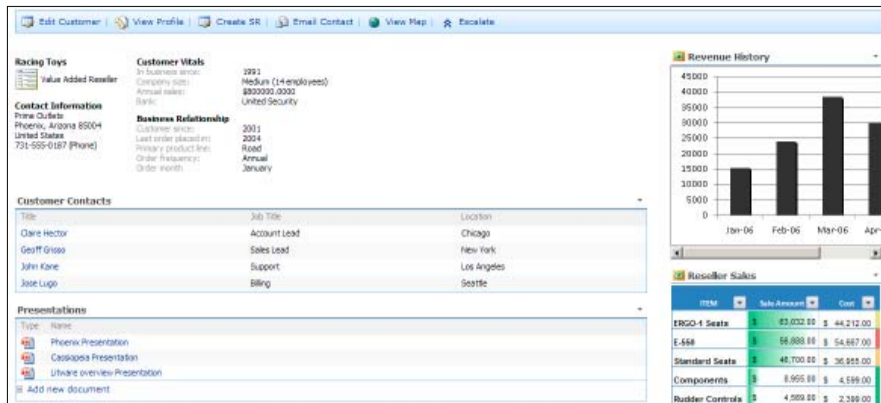 Edit Customer | View Profile | Create SR | Email Contact | View Map | Escalate
Racing Toys
Value Added Reseller
Contact Information
Prime Outlets
Phoenix, Arizona 85004
United States
731-555-0187 (Phone)
Customer Vitals
In business since: 1991
Company size: Medium (14 employees)
Annual sales: $800000.0000
Bank: United Security
Business Relationship
Customer since: 2001
Last order placed in: 2004
Primary product line: Road
Order frequency: Annual
Order month: January
Customer Contacts
Title Job Title Location
Claire Hector Account Lead Chicago
Geoff Grisso Sales Lead New York
John Kane Support Los Angeles
Jose Lugo Billing Seattle
Presentations
Type Name
Phoenix Presentation
Cassiopeia Presentation
Litware overview Presentation
Add new document
Revenue History
45000
40000
35000
30000
25000
20000
15000
10000
5000
0
Jan-06 Feb-06 Mar-06 Apr-
Reseller Sales
ITEM Sale Amount Cost
ERGO-1 Seats $ 63,032.00 $ 44,212.00
E-550 $ $ 54,667.00
Standard Seats $ 48,700.00 $ 36,955.00
Components $ 8,955.00 $ 4,599.00
Rudder Controls $ 4,569.00 $ 2,399.00